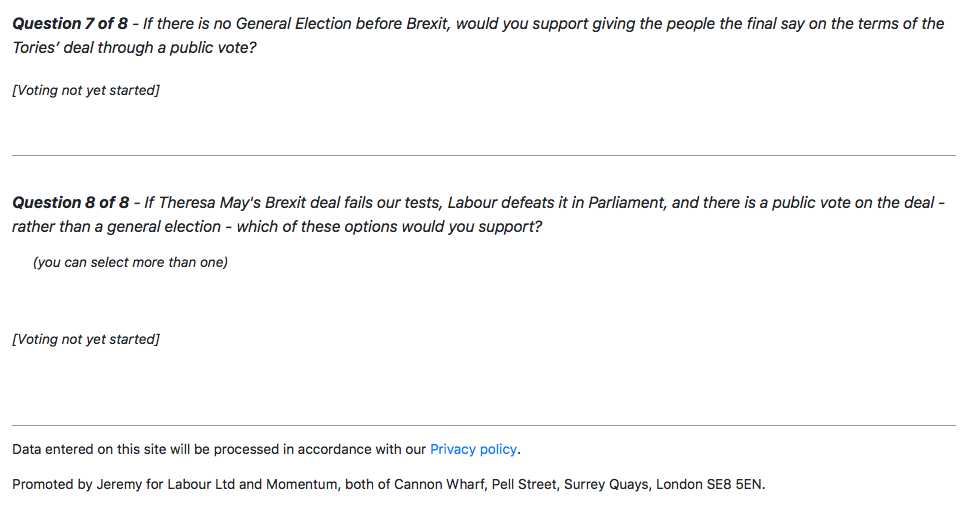 Question 7 of 8 - If there is no General Election before Brexit, would you support giving the people the final say on the terms of the
Tories’ deal through a public vote?
[Voting not yet started]
Question 8 of 8 - If Theresa May's Brexit deal fails our tests, Labour defeats it in Parliament, and there is a public vote on the deal -
rather than a general election - which of these options would you support?
(you can select more than one)
[Voting not yet started]
Data entered on this site will be processed in accordance with our Privacy policy.
Promoted by Jeremy for Labour Ltd and Momentum, both of Cannon Wharf, Pell Street, Surrey Quays, London SE8 5EN.